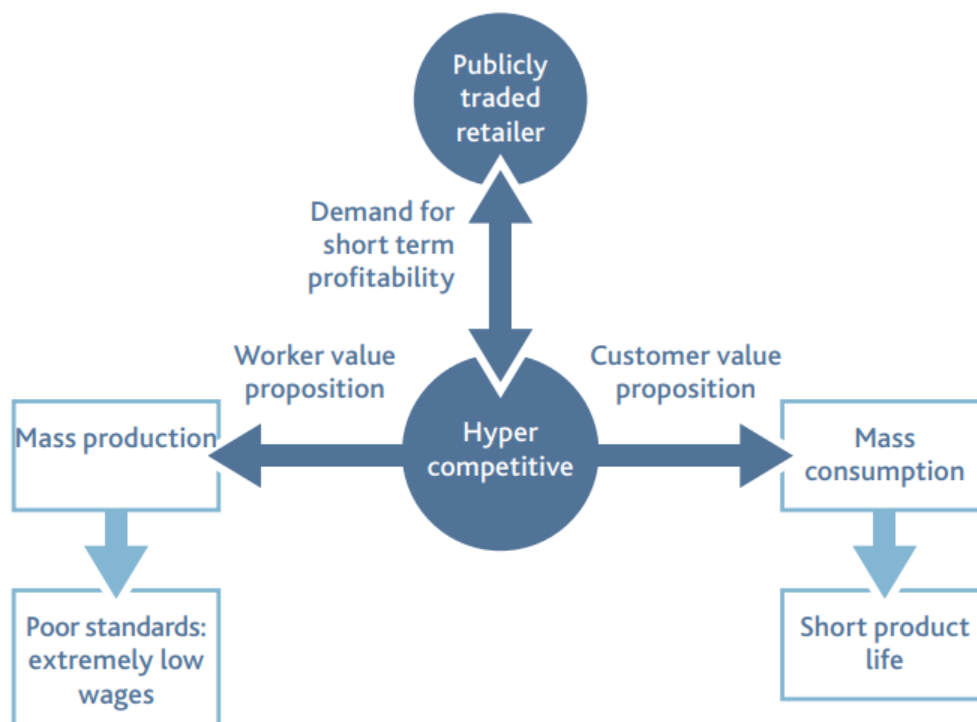 Publicly
traded
retailer
Demand for
short term
profitability
Worker value
proposition
Customer value
proposition
Hyper
competitive
Mass production
Mass
consumption
Poor standards:
extremely low
wages
Short product
life